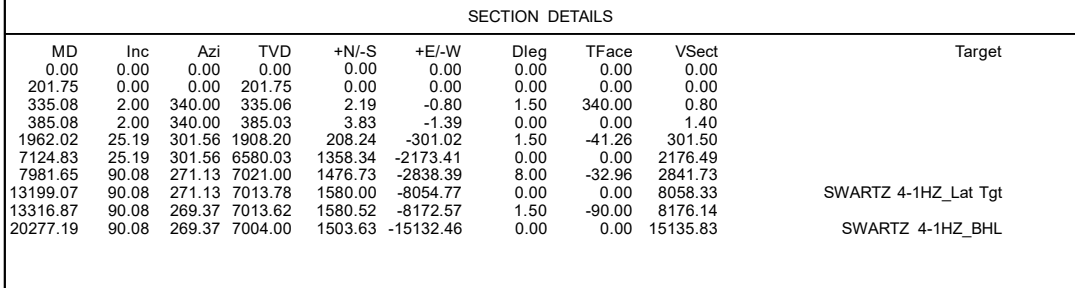 SECTION DETAILS
MD Inc Azi TVD +N/-S +E/-W Dleg TFace VSect Target
0.00 0.00 0.00 0.00 0.00 0.00 0.00 0.00 0.00
201.75 0.00 0.00 201.75 0.00 0.00 0.00 0.00 0.00
335.08 2.00 340.00 335.06 2.19 -0.80 1.50 340.00 0.80
385.08 2.00 340.00 385.03 3.83 -1.39 0.00 0.00 1.40
1962.02 25.19 301.56 1908.20 208.24 -301.02 1.50 -41.26 301.50
7124.83 25.19 301.56 6580.03 1358.34 -2173.41 0.00 0.00 2176.49
7981.65 90.08 271.13 7021.00 1476.73 -2838.39 8.00 -32.96 2841.73
13199.07 90.08 271.13 7013.78 1580.00 -8054.77 0.00 0.00 8058.33 SWARTZ 4-1HZ_Lat Tgt
13316.87 90.08 269.37 7013.62 1580.52 -8172.57 1.50 -90.00 8176.14
20277.19 90.08 269.37 7004.00 1503.63 -15132.46 0.00 0.00 15135.83 SWARTZ 4-1HZ_BHL